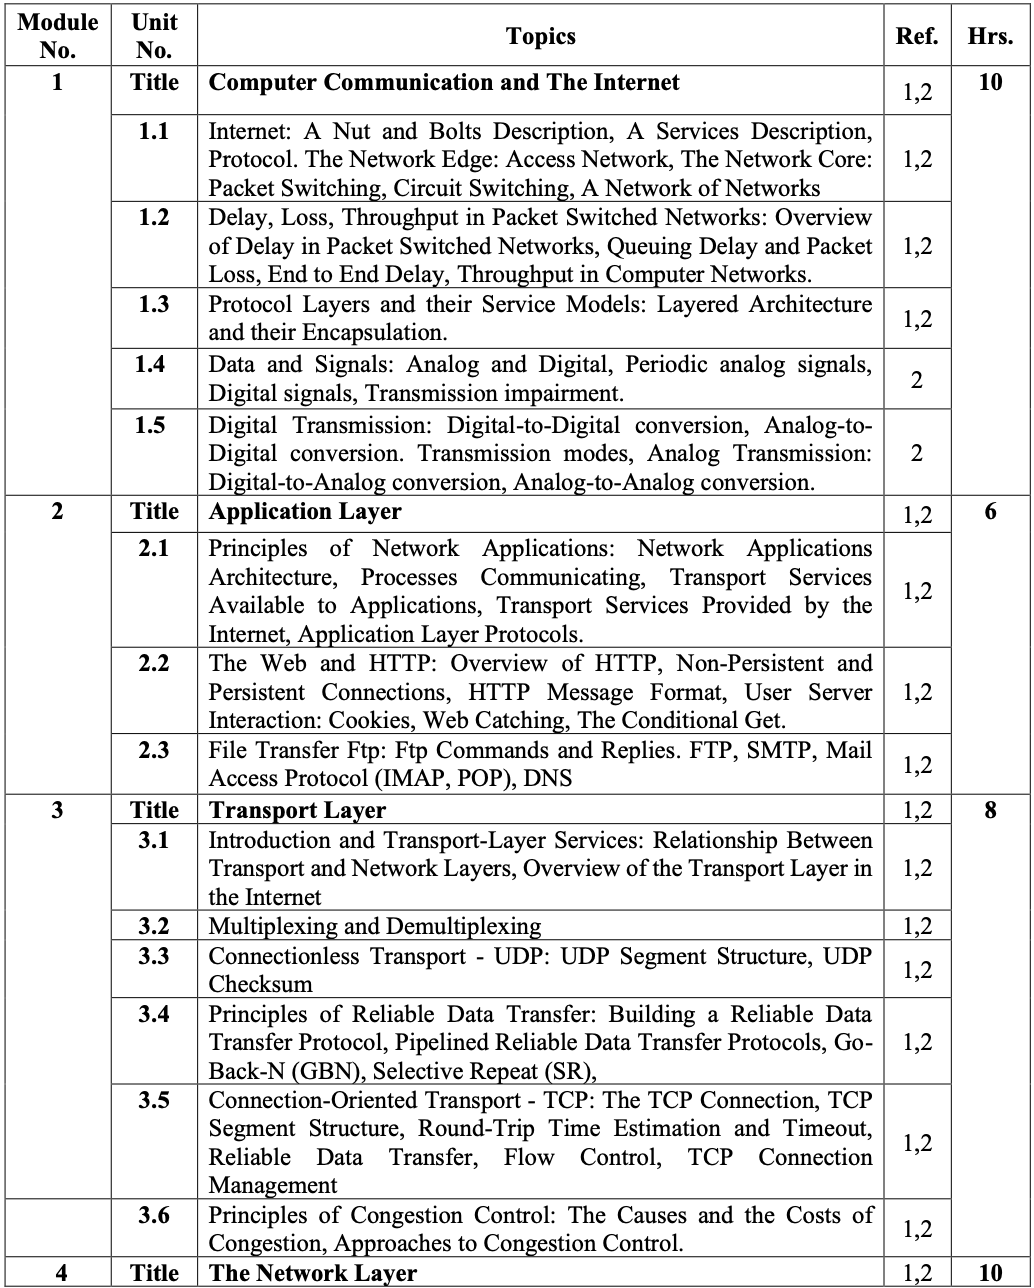 Module No. Unit No. Topics Ref. Hrs.
1 Title Computer Communication and The Internet 1,2 10
1.1 Internet: A Nut and Bolts Description, A Services Description,
Protocol. The Network Edge: Access Network, The Network Core:
Packet Switching, Circuit Switching, A Network of Networks
1,2
1.2 Delay, Loss, Throughput in Packet Switched Networks: Overview
of Delay in Packet Switched Networks, Queuing Delay and Packet
Loss, End to End Delay, Throughput in Computer Networks.
1,2
1.3 Protocol Layers and their Service Models: Layered Architecture
and their Encapsulation.
1,2
1.4 Data and Signals: Analog and Digital, Periodic analog signals,
Digital signals, Transmission impairment.
2
1.5 Digital Transmission: Digital-to-Digital conversion, Analog-to-
Digital conversion. Transmission modes, Analog Transmission:
Digital-to-Analog conversion, Analog-to-Analog conversion.
2
2 Title Application Layer 1,2 6
2.1 Principles of Network Applications: Network Applications
Architecture, Processes Communicating, Transport Services
Available to Applications, Transport Services Provided by the
Internet, Application Layer Protocols.
1,2
2.2 The Web and HTTP: Overview of HTTP, Non-Persistent and
Persistent Connections, HTTP Message Format, User Server
Interaction: Cookies, Web Catching, The Conditional Get.
1,2
2.3 File Transfer Ftp: Ftp Commands and Replies. FTP, SMTP, Mail
Access Protocol (IMAP, POP), DNS
1,2
3 Title Transport Layer 1,2 8
3.1 Introduction and Transport-Layer Services: Relationship Between
Transport and Network Layers, Overview of the Transport Layer in
the Internet
1,2
3.2 Multiplexing and Demultiplexing 1,2
3.3 Connectionless Transport - UDP: UDP Segment Structure, UDP
Checksum
1,2
3.4 Principles of Reliable Data Transfer: Building a Reliable Data
Transfer Protocol, Pipelined Reliable Data Transfer Protocols, Go-
Back-N (GBN), Selective Repeat (SR),
1,2
3.5 Connection-Oriented Transport - TCP: The TCP Connection, TCP
Segment Structure, Round-Trip Time Estimation and Timeout,
Reliable Data Transfer, Flow Control, TCP Connection
Management
1,2
3.6 Principles of Congestion Control: The Causes and the Costs of
Congestion, Approaches to Congestion Control.
1,2
4 Title The Network Layer 1,2 10